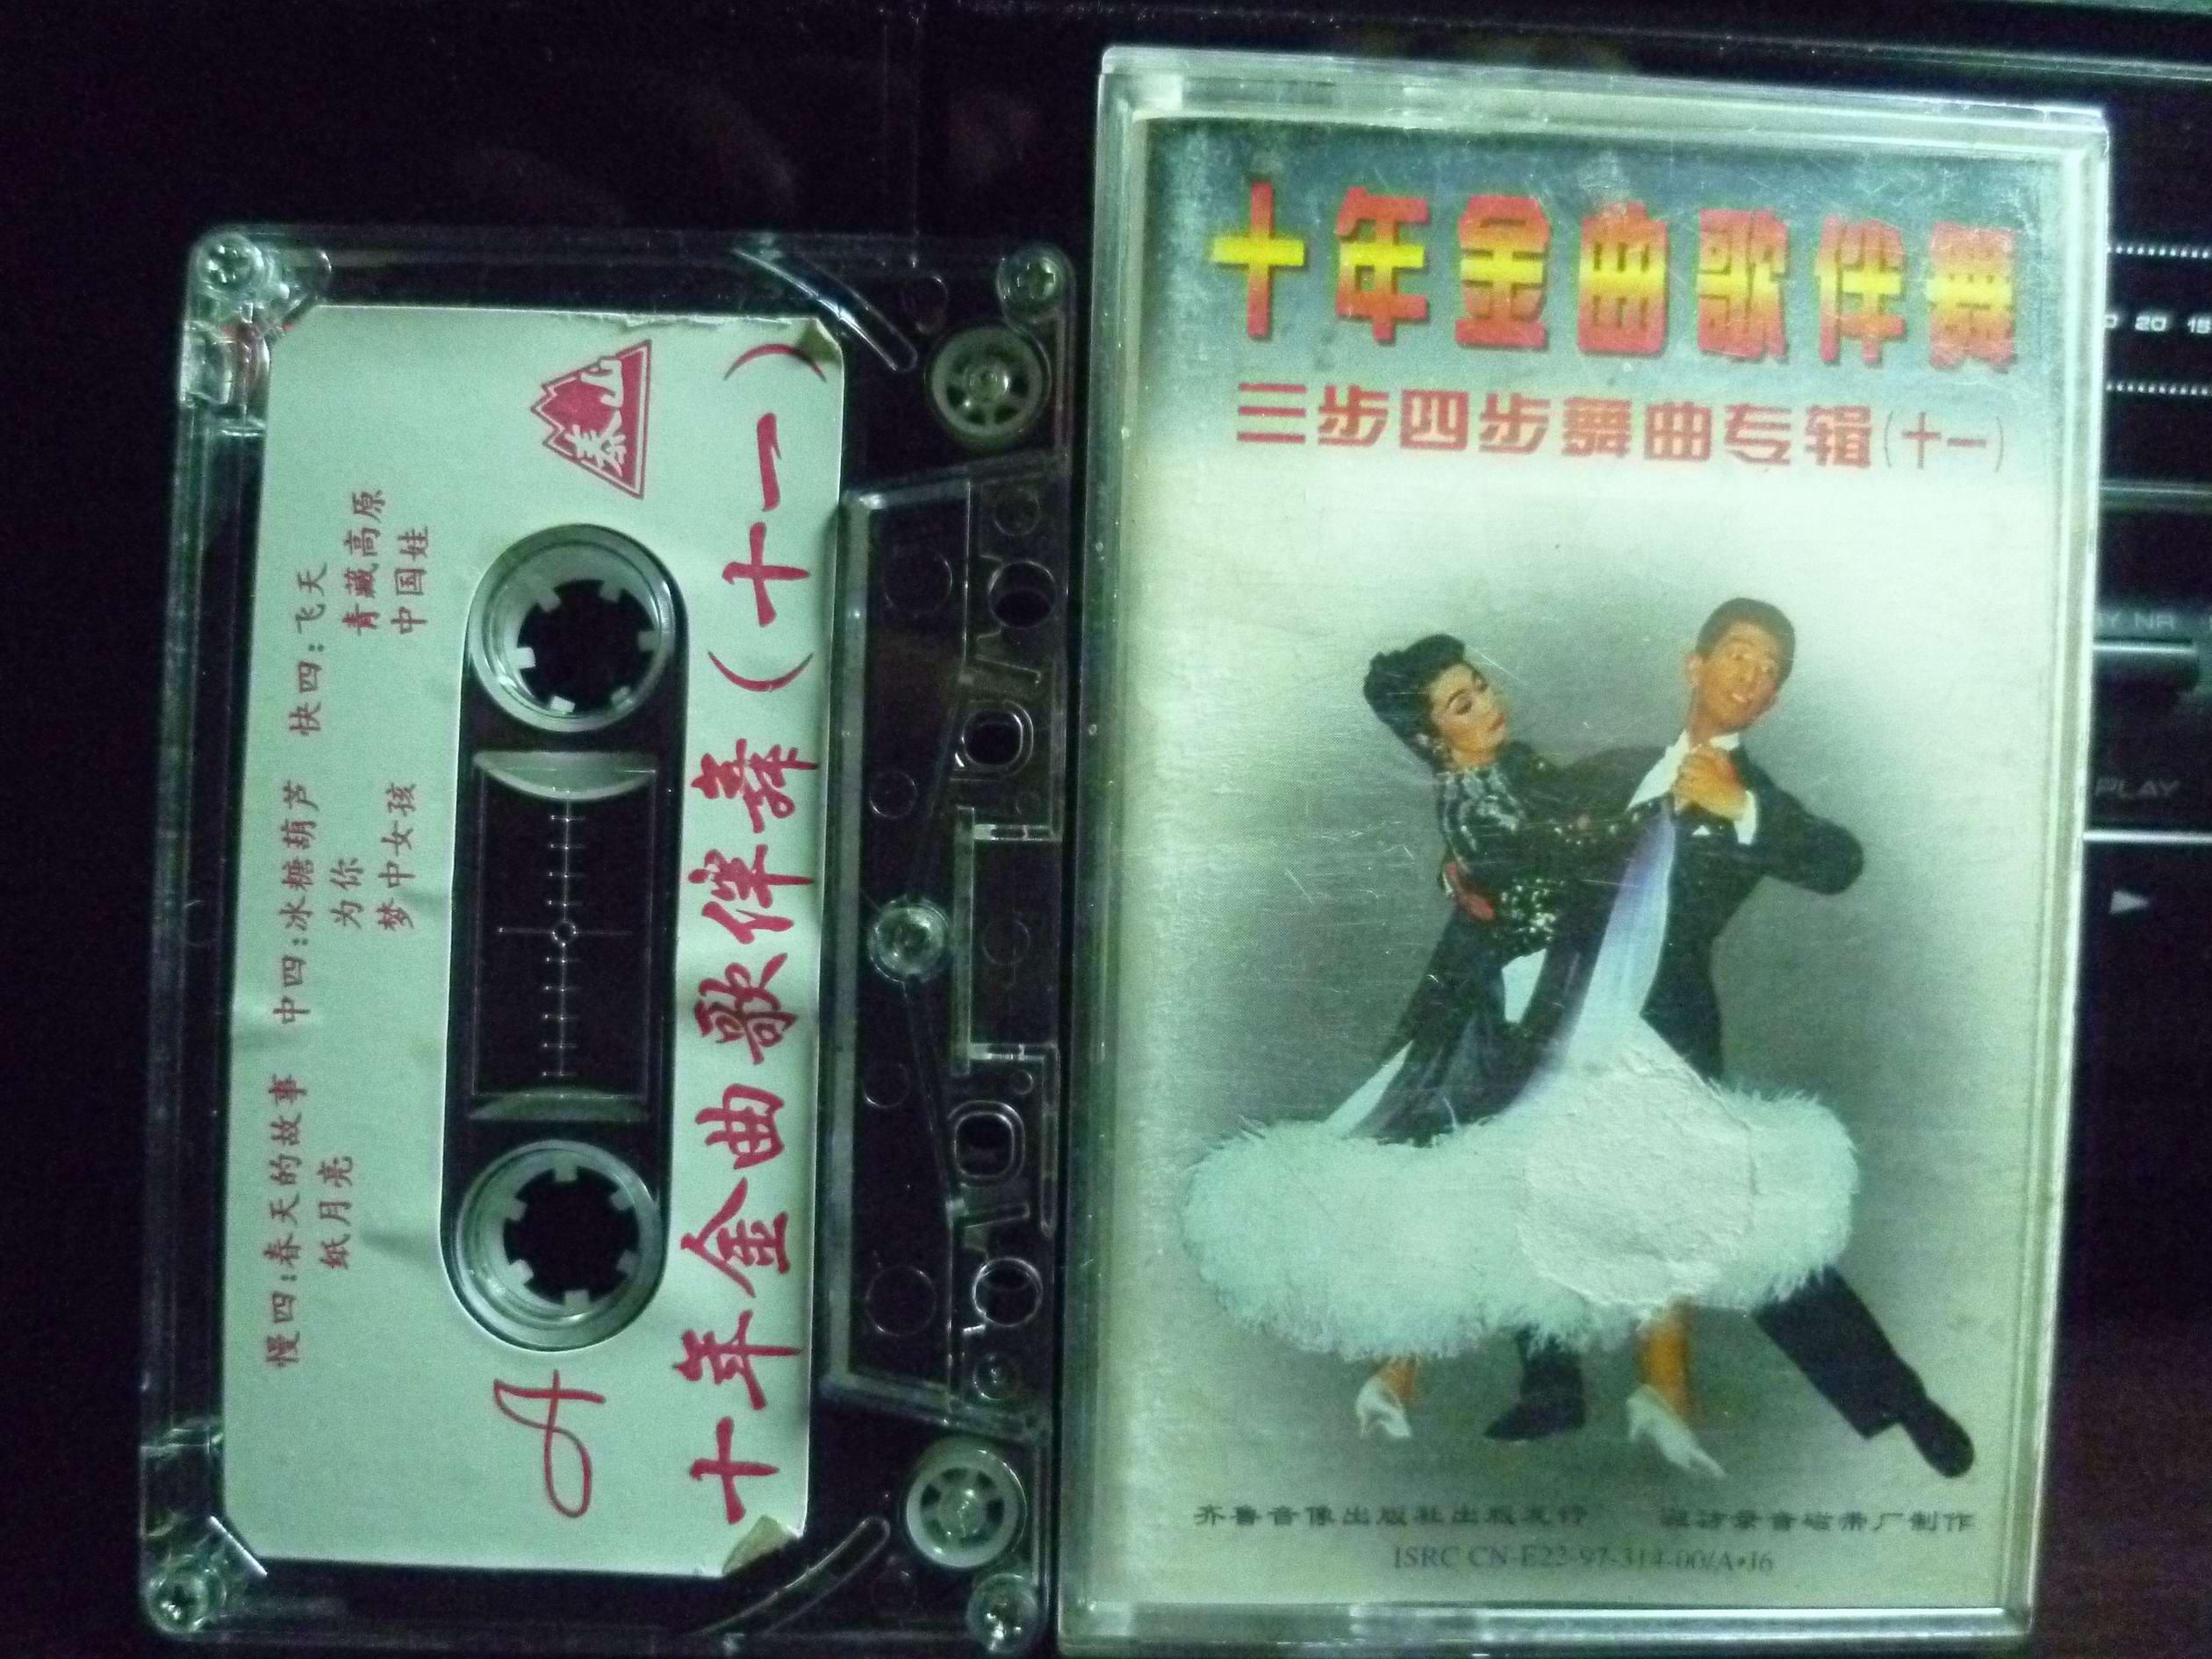 慢四:春天的故事
纸月亮
中四:冰糖葫芦
为你
梦中女孩
快四:飞天
青藏高原
中国娃
A
泰山
十年金曲歌伴舞(十一)
十年金曲歌伴舞
三步四步舞曲专辑(十一)
齐鲁音像出版社出版发行
录音磁带厂制作
ISRC CN-E22-97-314-00/A•J6
20
NR
PLAY